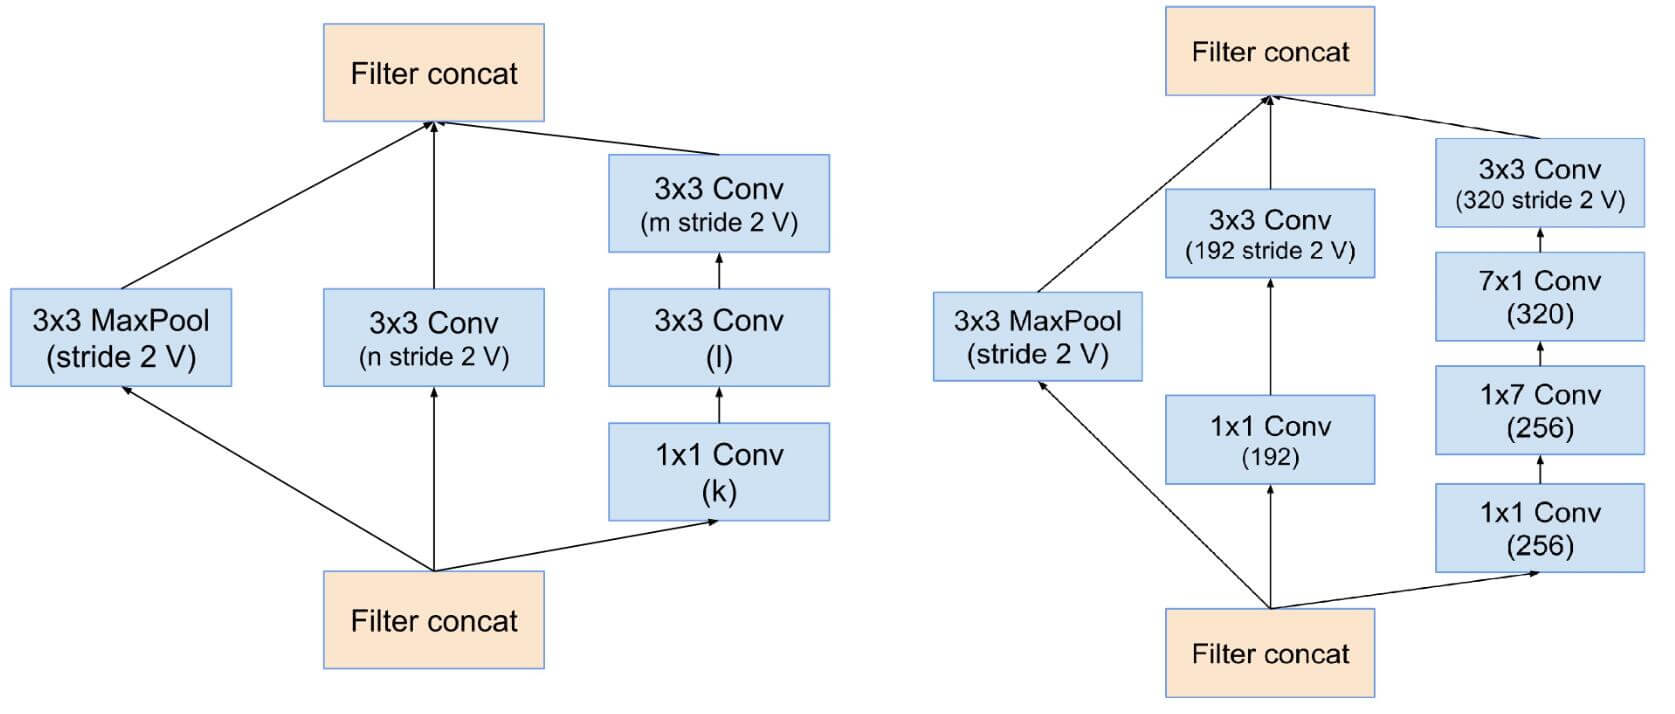 Filter concat
3x3 Conv
(m stride 2 V)
3x3 MaxPool
(stride 2 V)
3x3 Conv
(n stride 2 V)
3x3 Conv
(l)
1x1 Conv
(k)
Filter concat
Filter concat
3x3 Conv
(320 stride 2 V)
3x3 Conv
(192 stride 2 V)
7x1 Conv
(320)
3x3 MaxPool
(stride 2 V)
1x7 Conv
(256)
1x1 Conv
(192)
1x1 Conv
(256)
Filter concat